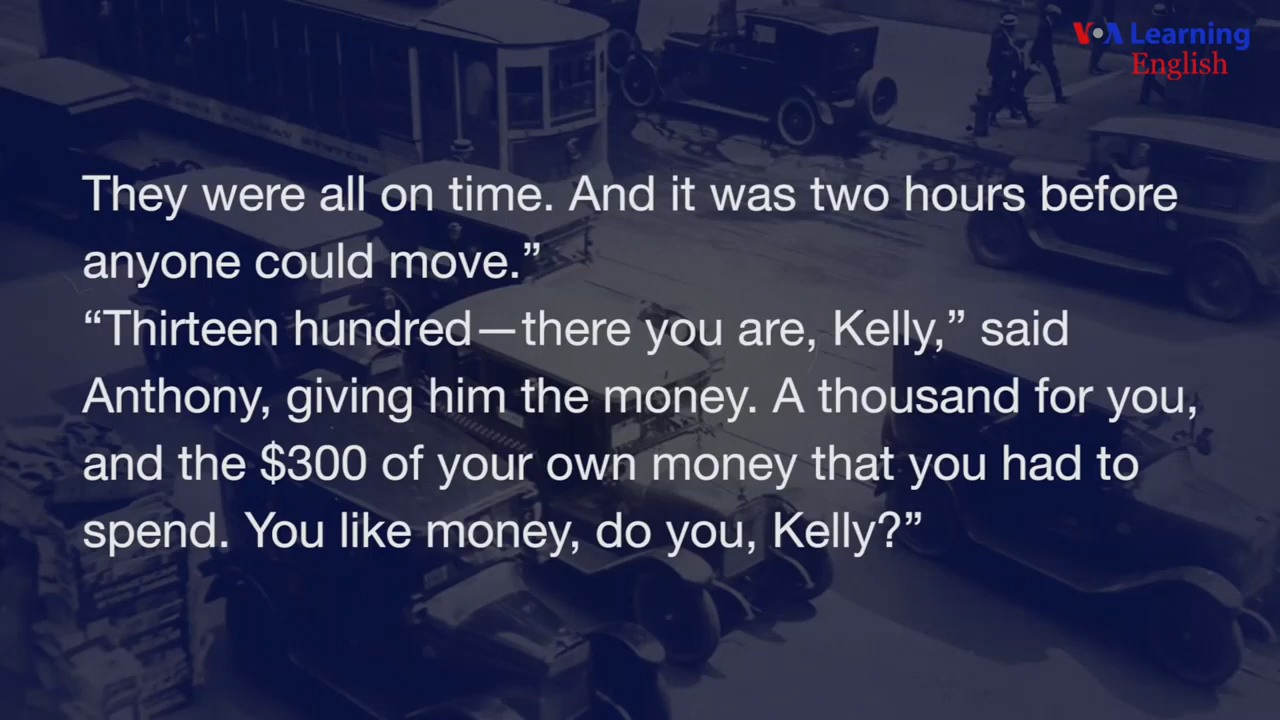 VOA Learning
English
They were all on time. And it was two hours before
anyone could move.”
“Thirteen hundred—there you are, Kelly,” said
Anthony, giving him the money. A thousand for you,
and the $300 of your own money that you had to
spend. You like money, do you, Kelly?”